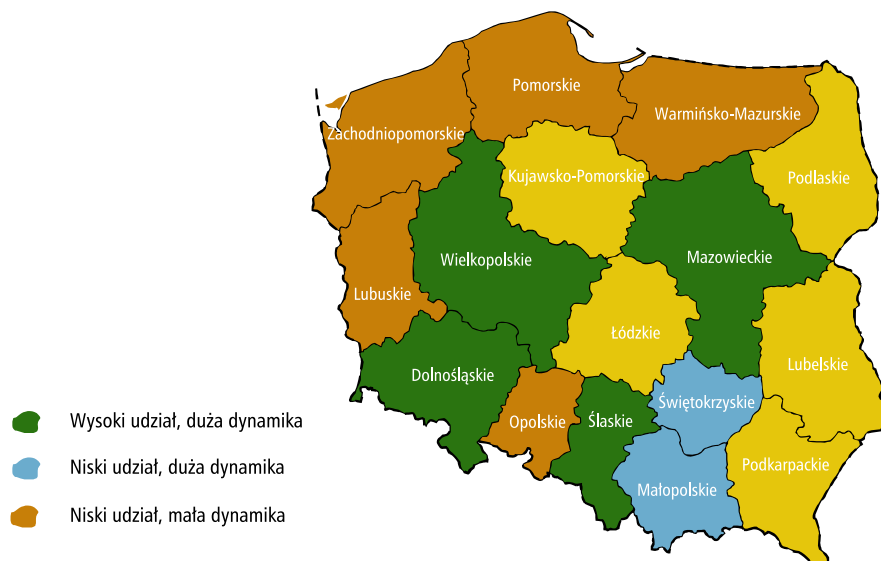 Pomorskie
Warmińsko-Mazurskie
Zachodniopomorskie
Kujawsko-Pomorskie
Podlaskie
Wielkopolskie
Mazowieckie
Lubuskie
Łódzkie
Lubelskie
Dolnośląskie
Świętokrzyskie
Opolskie
Ślaskie
Podkarpackie
Małopolskie
Wysoki udział, duża dynamika
Niski udział, duża dynamika
Niski udział, mała dynamika